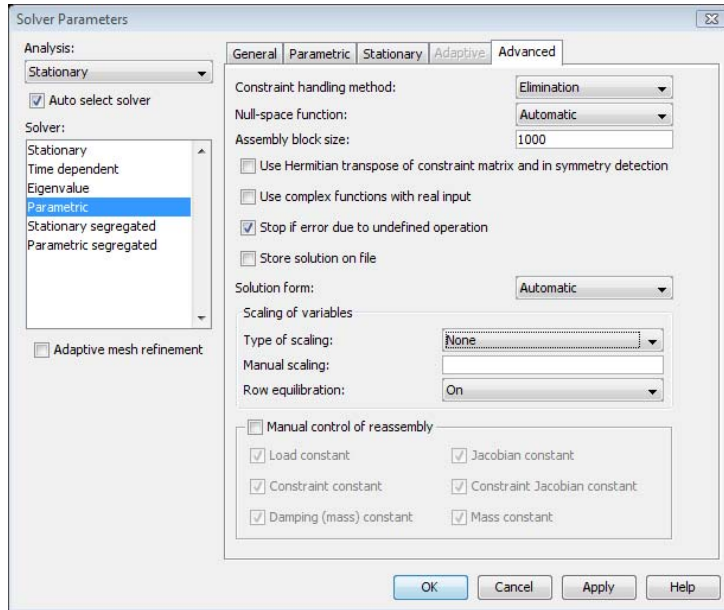 Solver Parameters
Analysis:
Stationary
Auto select solver
Solver:
Stationary
Time dependent
Eigenvalue
Parametric
Stationary segregated
Parametric segregated
Adaptive mesh refinement
General Parametric Stationary Adaptive Advanced
Constraint handling method: Elimination
Null-space function: Automatic
Assembly block size: 1000
Use Hermitian transpose of constraint matrix and in symmetry detection
Use complex functions with real input
Stop if error due to undefined operation
Store solution on file
Solution form: Automatic
Scaling of variables
Type of scaling: None
Manual scaling:
Row equilibration: On
Manual control of reassembly
Load constant Jacobian constant
Constraint constant Constraint Jacobian constant
Damping (mass) constant Mass constant
OK Cancel Apply Help